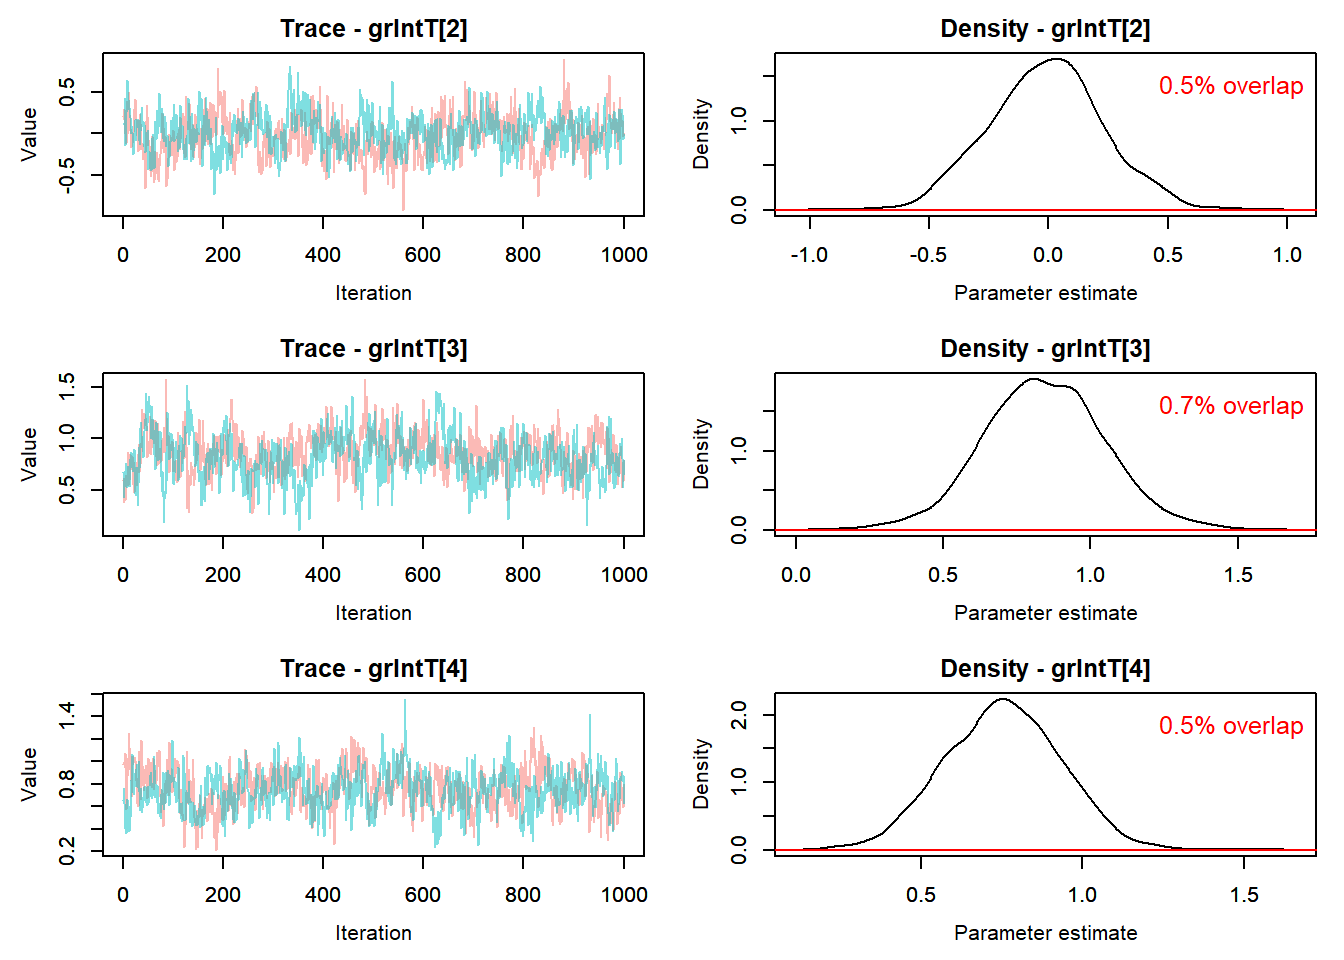 Trace - grIntT[2]
Value
0.5
-0.5
0 200 400 600 800 1000
Iteration
Density - grIntT[2]
0.5% overlap
Density
1.0
0.0
-1.0 -0.5 0.0 0.5 1.0
Parameter estimate
Trace - grIntT[3]
Value
1.5
1.0
0.5
0 200 400 600 800 1000
Iteration
Density - grIntT[3]
0.7% overlap
Density
1.0
0.0
0.0 0.5 1.0 1.5
Parameter estimate
Trace - grIntT[4]
Value
1.4
0.8
0.2
0 200 400 600 800 1000
Iteration
Density - grIntT[4]
0.5% overlap
Density
2.0
1.0
0.0
0.5 1.0 1.5
Parameter estimate